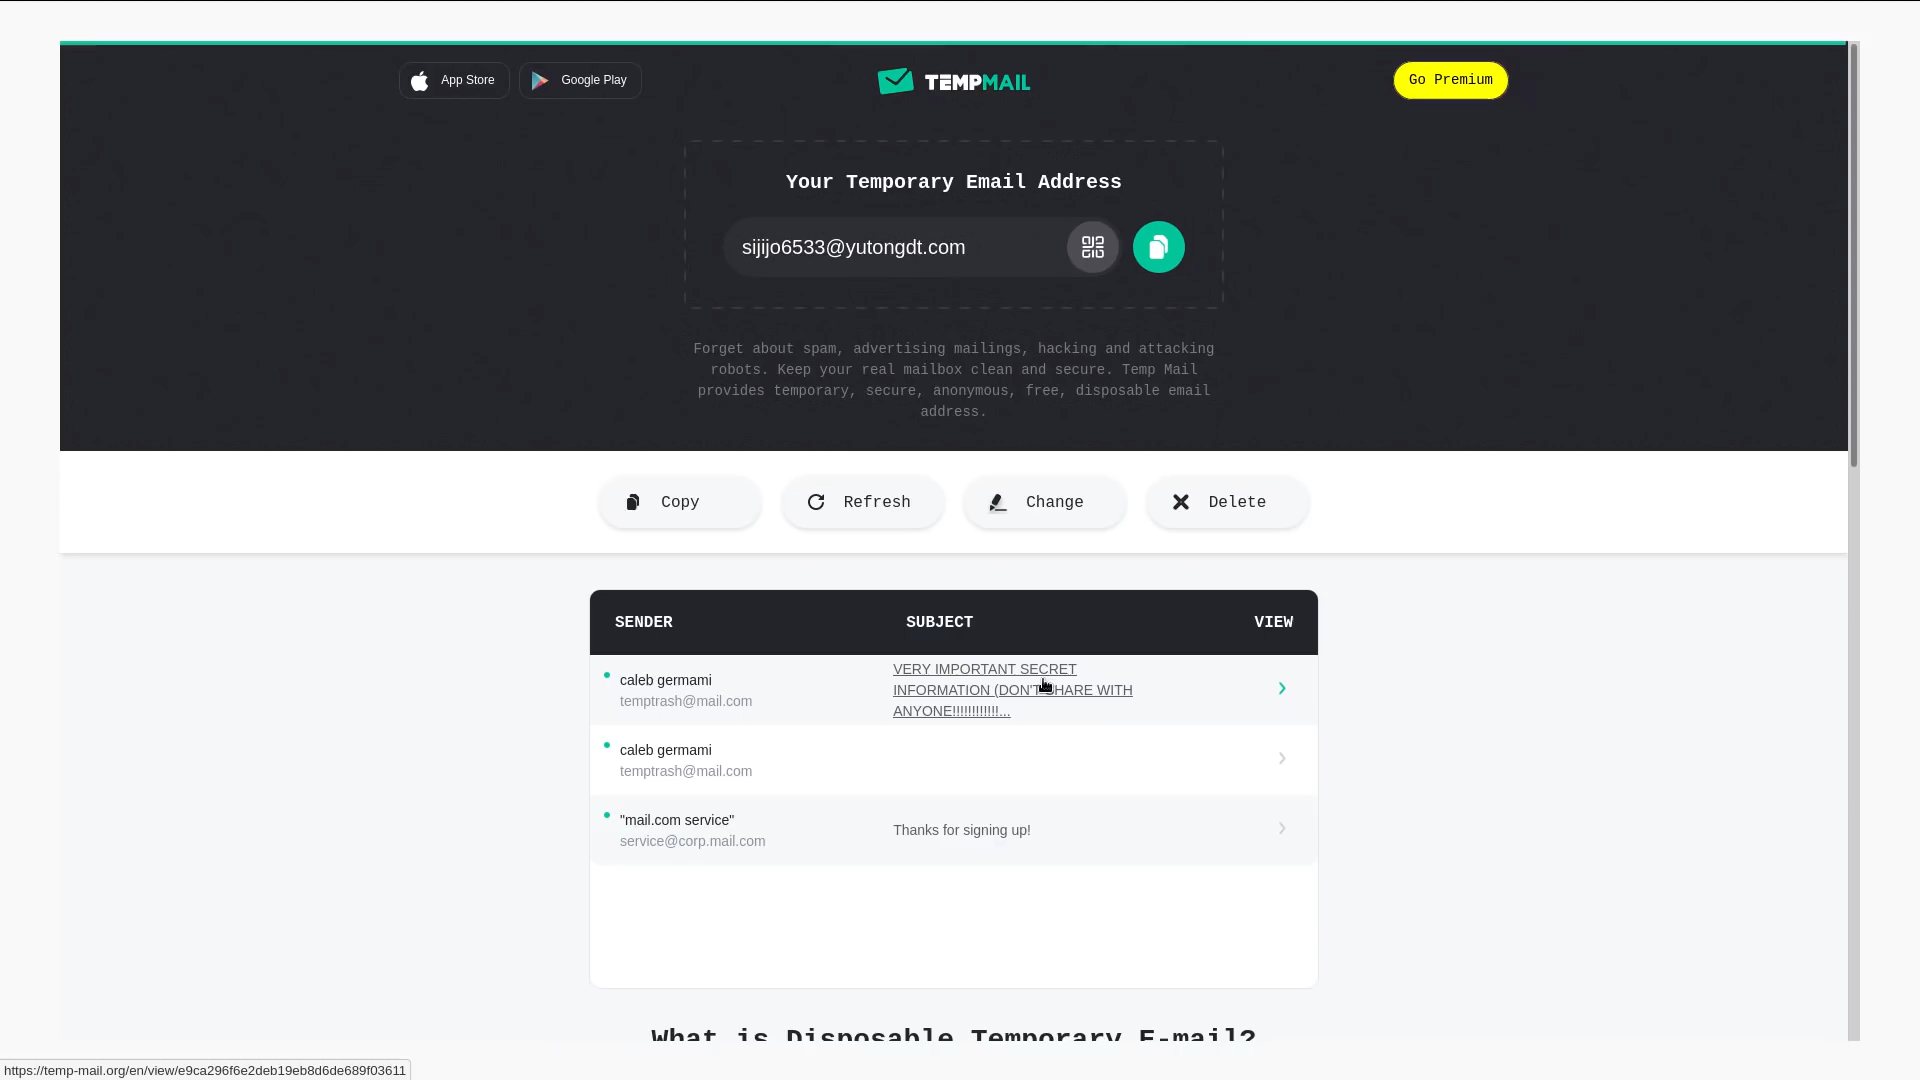 App Store
Google Play
TEMPMAIL
Go Premium
Your Temporary Email Address
sijijo6533@yutongdt.com
Forget about spam, advertising mailings, hacking and attacking
robots. Keep your real mailbox clean and secure. Temp Mail
provides temporary, secure, anonymous, free, disposable email
address.
Copy
Refresh
Change
Delete
SENDER
SUBJECT
VIEW
caleb germami
temptrash@mail.com
VERY IMPORTANT SECRET
INFORMATION (DON'T SHARE WITH
ANYONE!!!!!!!!!!!!...
caleb germami
temptrash@mail.com
"mail.com service"
service@corp.mail.com
Thanks for signing up!
What is Disposable Temporary E-mail?
https://temp-mail.org/en/view/e9ca296f6e2deb19eb8d6de689f03611